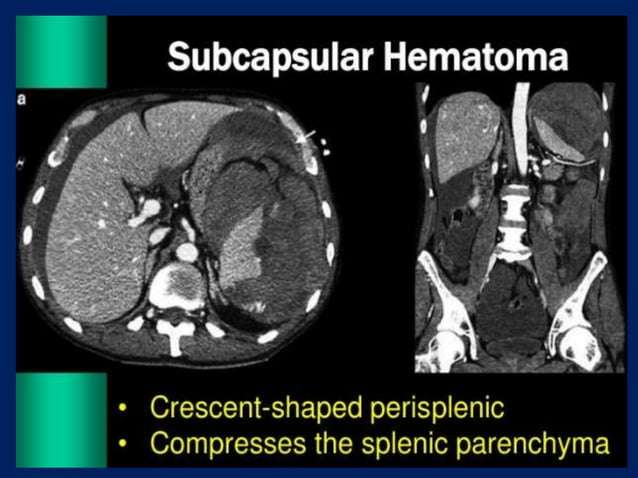 Subcapsular Hematoma
a
• Crescent-shaped perisplenic
• Compresses the splenic parenchyma